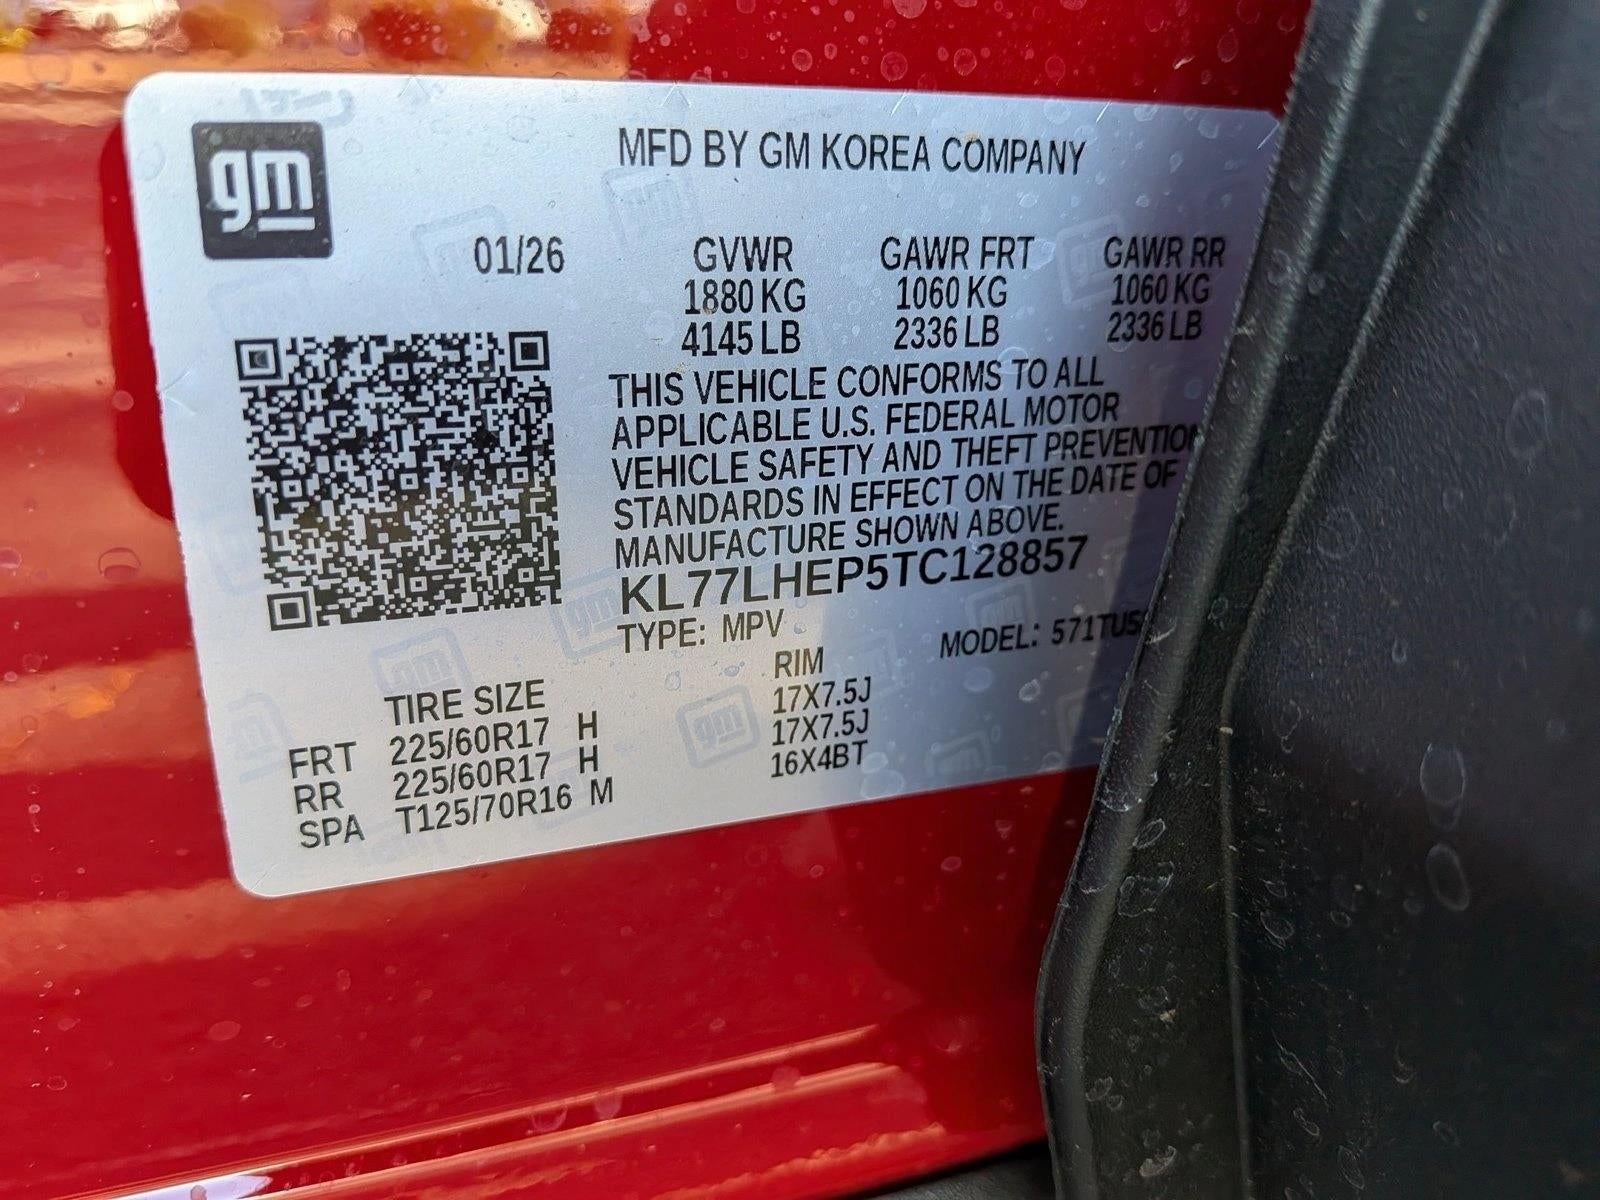 gm
MFD BY GM KOREA COMPANY
01/26 GVWR GAWR FRT GAWR RR
1880 KG 1060 KG 1060 KG
4145 LB 2336 LB 2336 LB
THIS VEHICLE CONFORMS TO ALL
APPLICABLE U.S. FEDERAL MOTOR
VEHICLE SAFETY AND THEFT PREVENTION
STANDARDS IN EFFECT ON THE DATE OF
MANUFACTURE SHOWN ABOVE.
KL77LHEP5TC128857
TYPE: MPV MODEL: 571TU5
TIRE SIZE RIM
FRT 225/60R17 H 17X7.5J
RR 225/60R17 H 17X7.5J
SPA T125/70R16 M 16X4BT